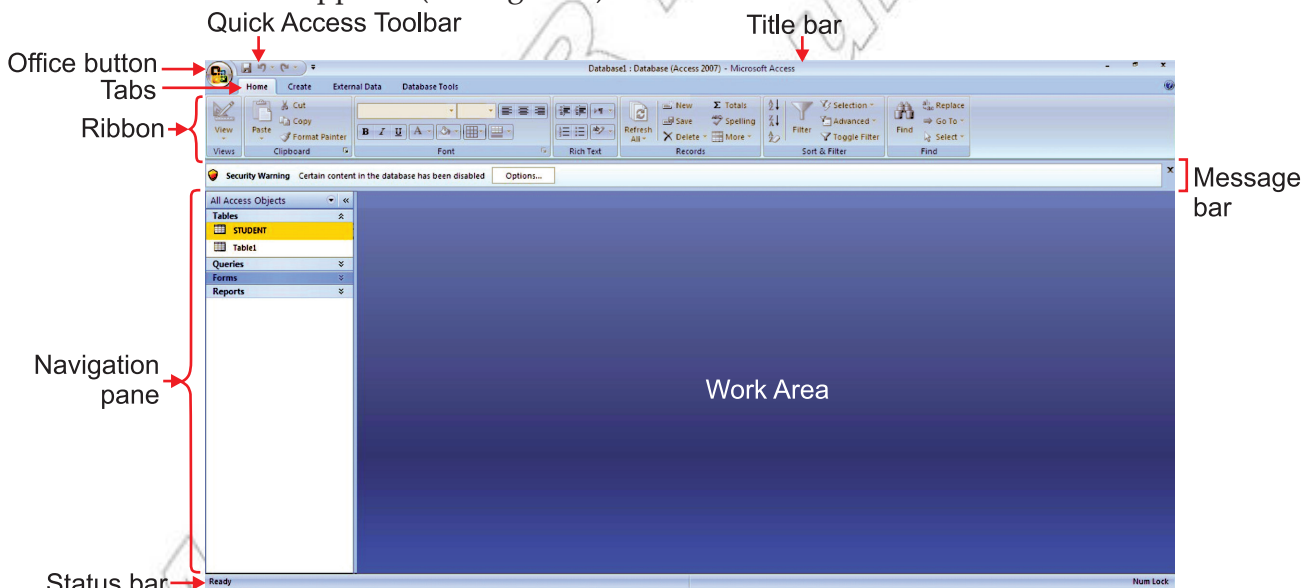 Quick Access Toolbar
Title bar
Office button
Database1 : Database (Access 2007) - Microsoft Access
Tabs
Home Create External Data Database Tools
Ribbon
View
Views
Paste
Cut
Copy
Format Painter
Clipboard
B I U A
Font
Rich Text
Refresh
All
New
Save
Delete
Σ Totals
Spelling
More
Records
Filter
Selection
Advanced
Toggle Filter
Sort & Filter
Find
Replace
Go To
Select
Find
Security Warning Certain content in the database has been disabled Options...
Message
bar
All Access Objects
Tables
STUDENT
Table1
Queries
Forms
Reports
Navigation
pane
Work Area
Status bar
Ready
Num Lock